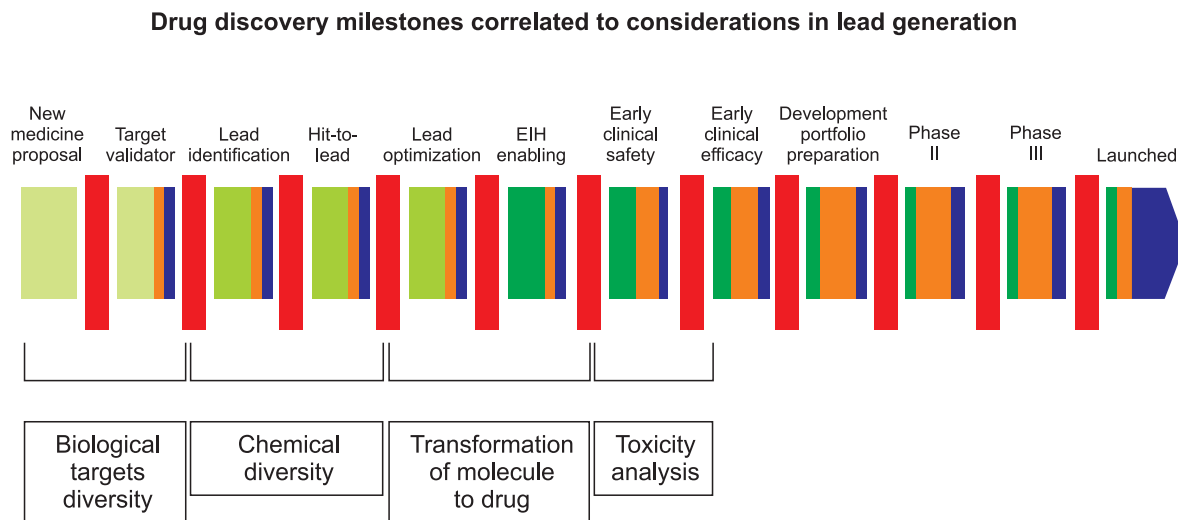 Drug discovery milestones correlated to considerations in lead generation
New
medicine
proposal
Target
validator
Lead
identification
Hit-to-
lead
Lead
optimization
EIH
enabling
Early
clinical
safety
Early
clinical
efficacy
Development
portfolio
preparation
Phase
II
Phase
III
Launched
Biological
targets
diversity
Chemical
diversity
Transformation
of molecule
to drug
Toxicity
analysis